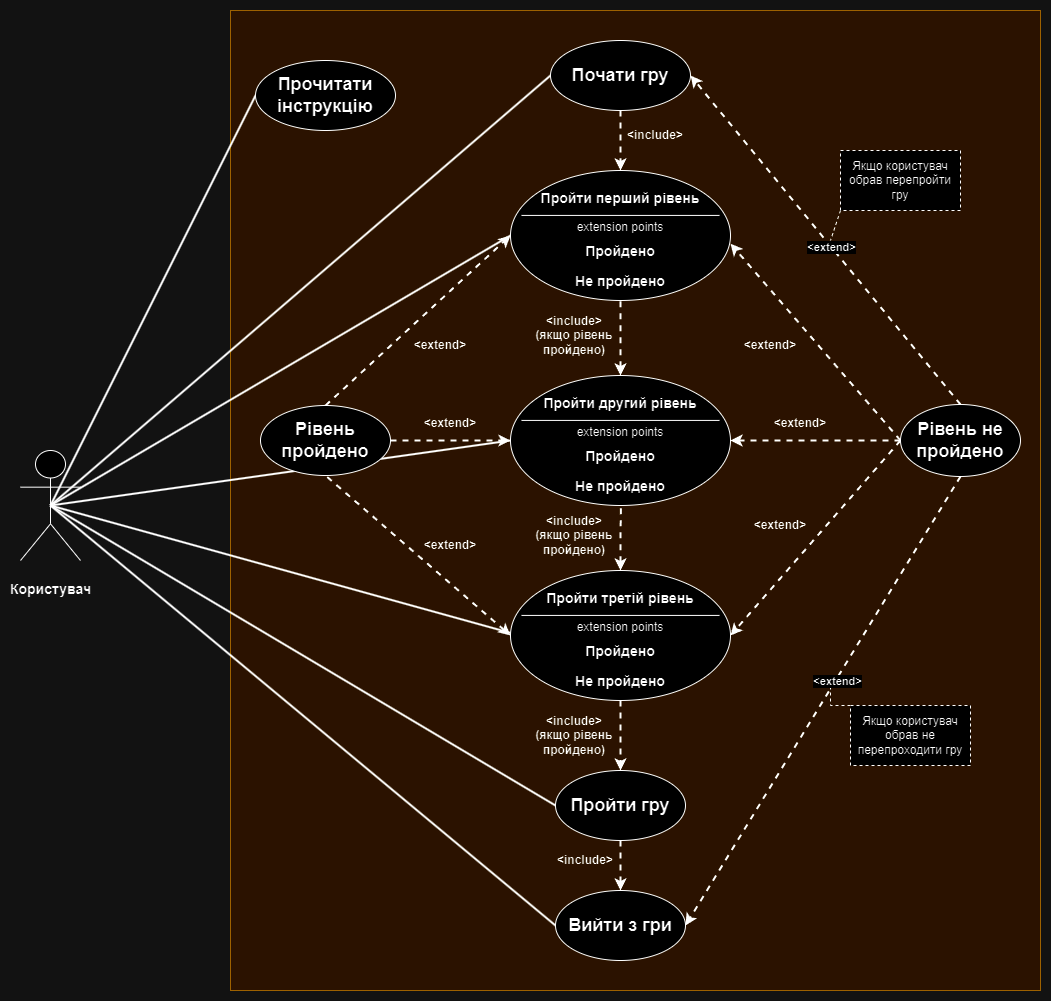 Прочитати
інструкцію
Почати гру
<include>
Якщо користувач
обрав перепройти
гру
<extend>
Пройти перший рівень
extension points
Пройдено
Не пройдено
<include>
(якщо рівень
пройдено)
<extend>
<extend>
Рівень
пройдено
<extend>
Пройти другий рівень
extension points
Пройдено
Не пройдено
<extend>
Рівень не
пройдено
<include>
(якщо рівень
пройдено)
<extend>
<extend>
Користувач
Пройти третій рівень
extension points
Пройдено
Не пройдено
<extend>
<include>
(якщо рівень
пройдено)
Якщо користувач
обрав не
перепроходити гру
Пройти гру
<include>
Вийти з гри